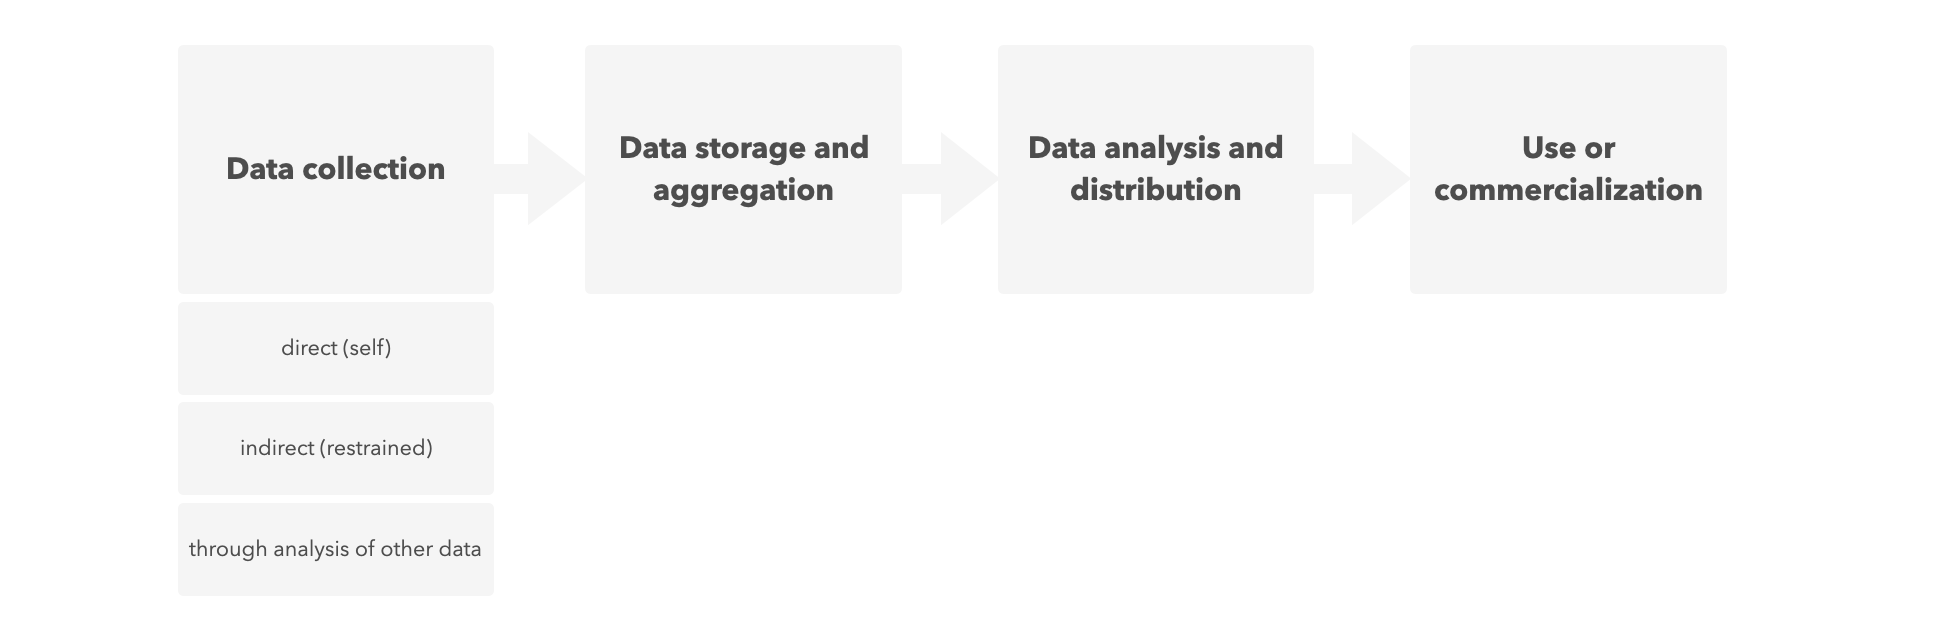 Data collection
Data storage and
aggregation
Data analysis and
distribution
Use or
commercialization
direct (self)
indirect (restrained)
through analysis of other data